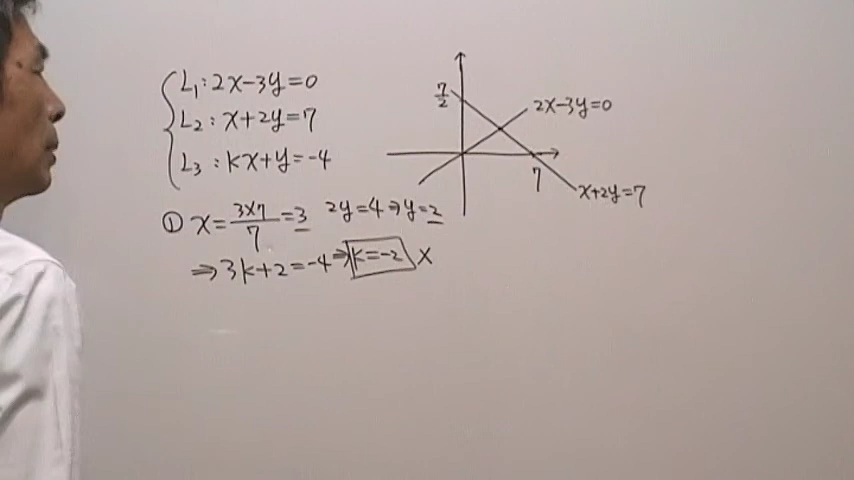 L₁: 2x-3y=0
L₂: x+2y=7
L₃: kx+y=-4
① x=3×7/7=3 2y=4⇒y=2
⇒3k+2=-4⇒k=-2 ×
7/2
2x-3y=0
7
x+2y=7